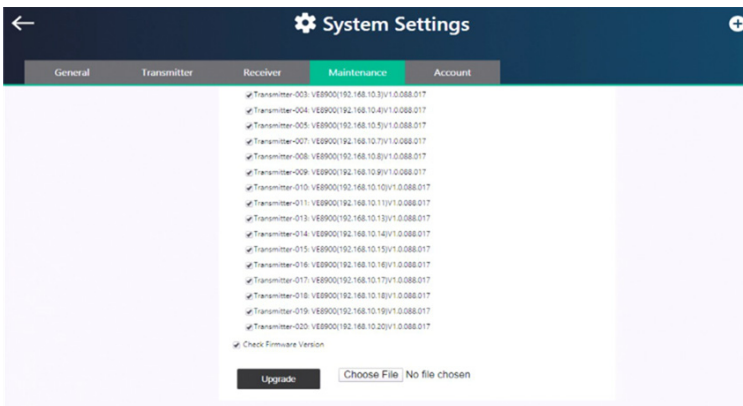 System Settings
General Transmitter Receiver Maintenance Account
Transmitter-003: VE8900(192.168.10.3)V1.0.088.017
Transmitter-004: VE8900(192.168.10.4)V1.0.088.017
Transmitter-005: VE8900(192.168.10.5)V1.0.088.017
Transmitter-007: VE8900(192.168.10.7)V1.0.088.017
Transmitter-008: VE8900(192.168.10.8)V1.0.088.017
Transmitter-009: VE8900(192.168.10.9)V1.0.088.017
Transmitter-010: VE8900(192.168.10.10)V1.0.088.017
Transmitter-011: VE8900(192.168.10.11)V1.0.088.017
Transmitter-013: VE8900(192.168.10.13)V1.0.088.017
Transmitter-014: VE8900(192.168.10.14)V1.0.088.017
Transmitter-015: VE8900(192.168.10.15)V1.0.088.017
Transmitter-016: VE8900(192.168.10.16)V1.0.088.017
Transmitter-017: VE8900(192.168.10.17)V1.0.088.017
Transmitter-018: VE8900(192.168.10.18)V1.0.088.017
Transmitter-019: VE8900(192.168.10.19)V1.0.088.017
Transmitter-020: VE8900(192.168.10.20)V1.0.088.017
Check Firmware Version
Upgrade Choose File No file chosen